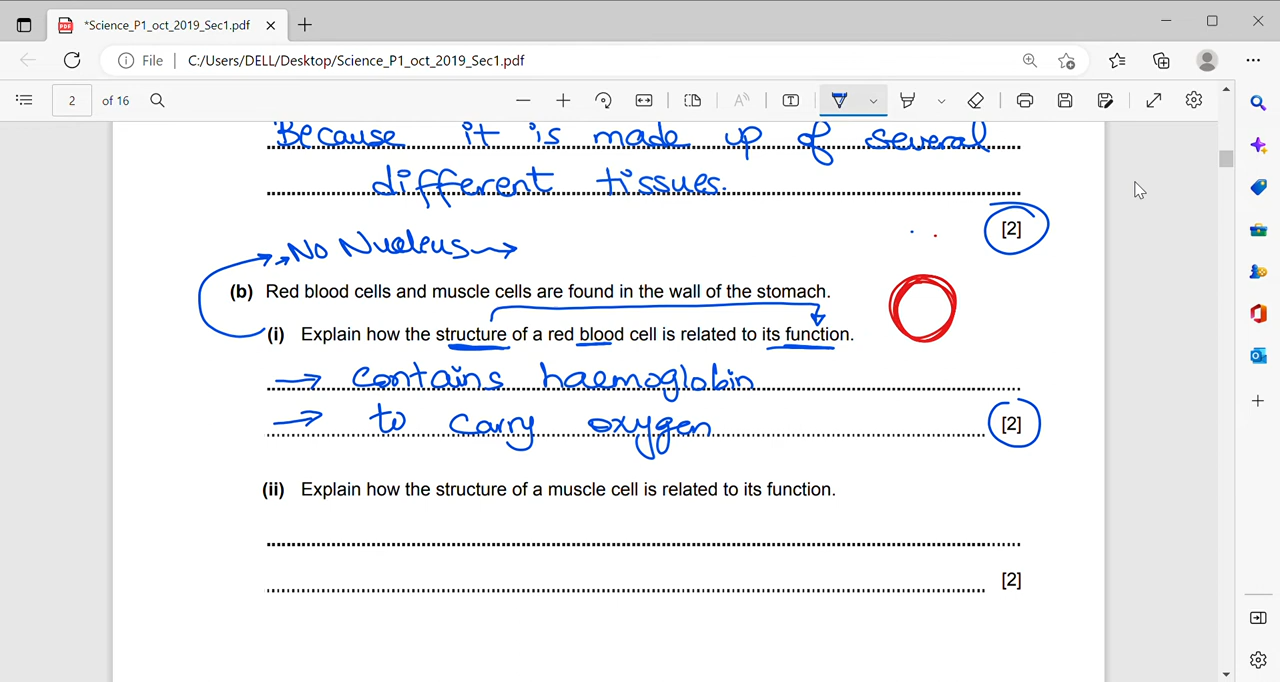 *Science_P1_oct_2019_Sec1.pdf
File
C:/Users/DELL/Desktop/Science_P1_oct_2019_Sec1.pdf
2 of 16
Because it is made up of several
different tissues.
[2]
No Nucleus
(b) Red blood cells and muscle cells are found in the wall of the stomach.
(i) Explain how the structure of a red blood cell is related to its function.
→ contains haemoglobin
→ to carry oxygen
[2]
(ii) Explain how the structure of a muscle cell is related to its function.
[2]